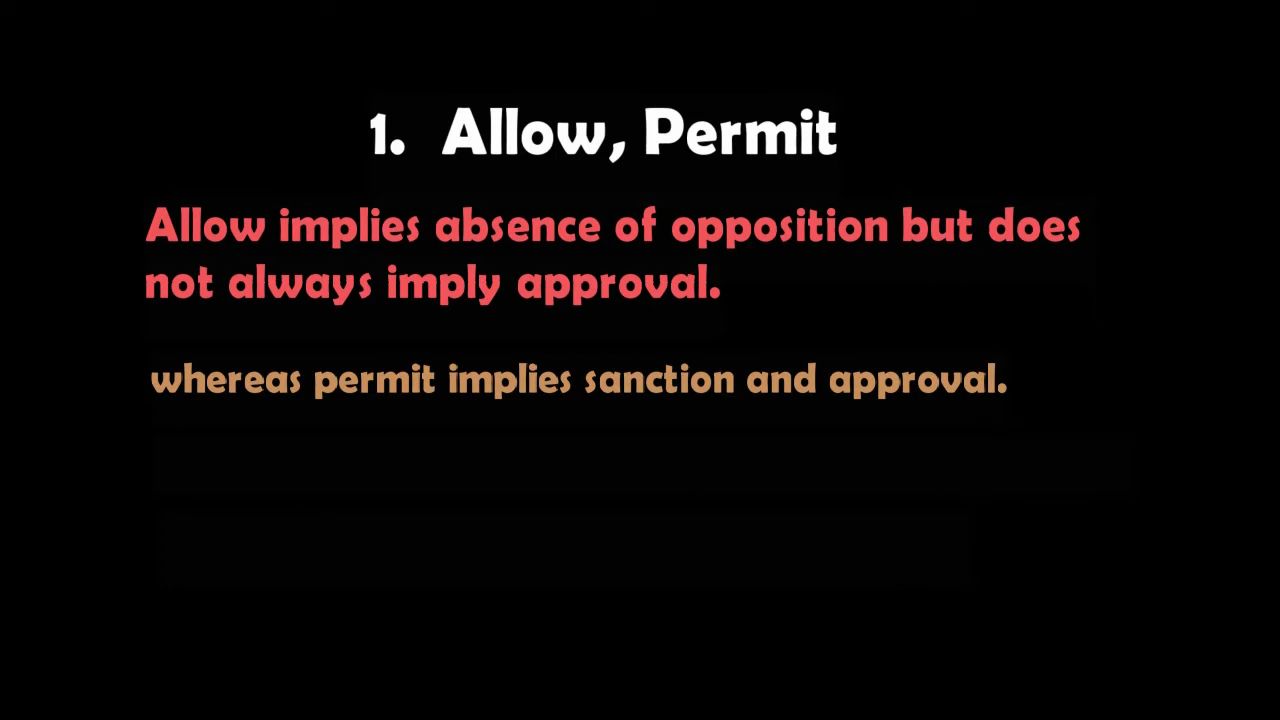 1. Allow, Permit
Allow implies absence of opposition but does
not always imply approval.
whereas permit implies sanction and approval.